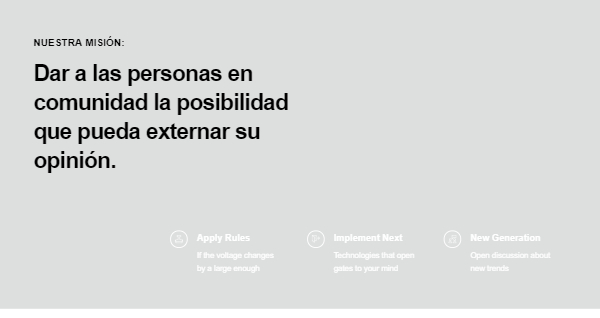 NUESTRA MISIÓN:
Dar a las personas en
comunidad la posibilidad
que pueda externar su
opinión.
Apply Rules
If the voltage changes
by a large enough
Implement Next
Technologies that open
gates to your mind
New Generation
Open discussion about
new trends